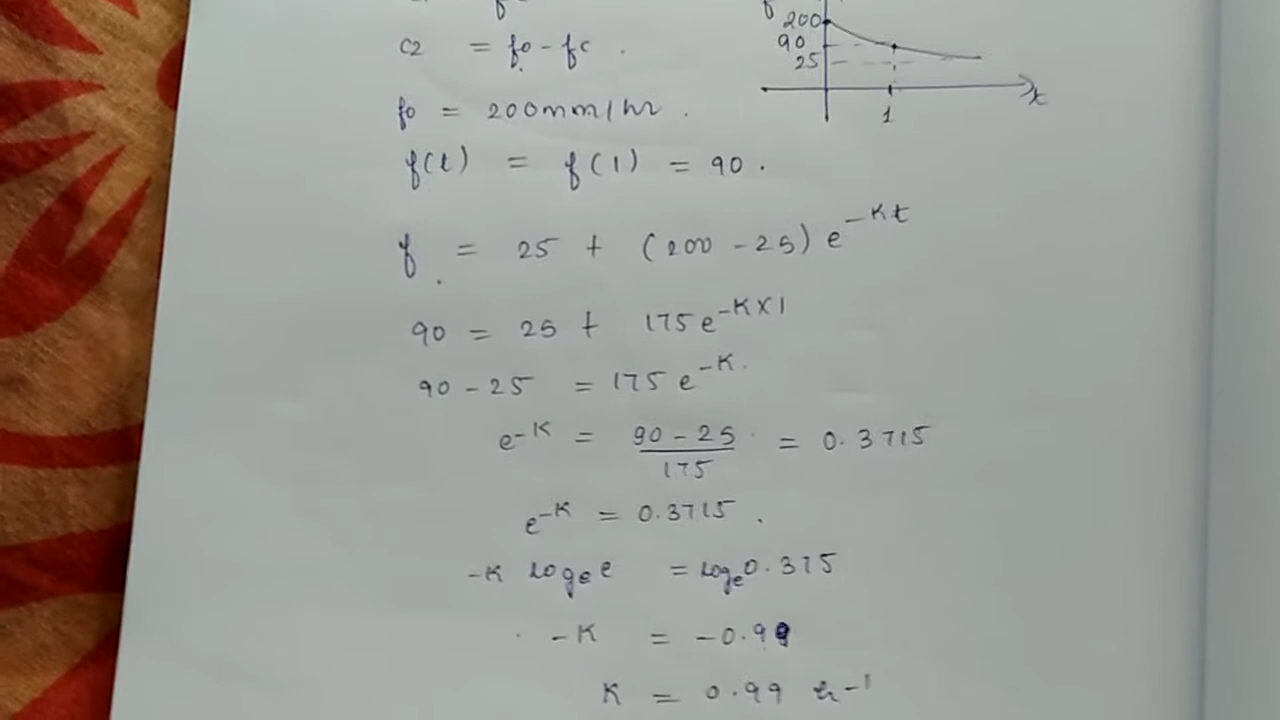 200
90
25
t
1
C2 = fo - fc .
fo = 200mm/hr .
f(t) = f(1) = 90 .
f = 25 + (200 - 25) e^-Kt
90 = 25 + 175 e^-K×1
90 - 25 = 175 e^-K.
e^-K = 90 - 25 / 175 = 0.3715
e^-K = 0.3715 .
-K loge e = loge 0.375
-K = -0.99
K = 0.99 h^-1